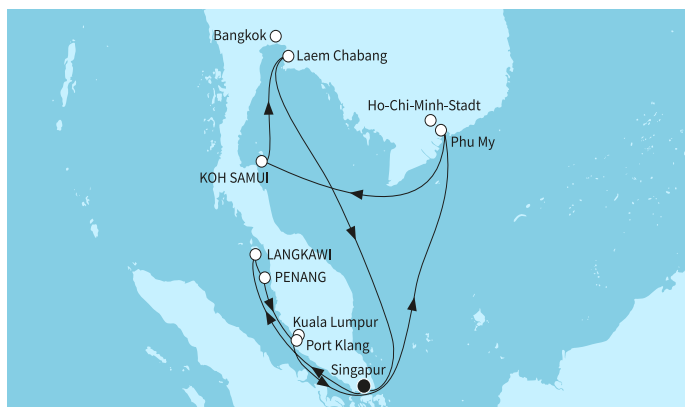 Bangkok
Laem Chabang
Ho-Chi-Minh-Stadt
Phu My
KOH SAMUI
LANGKAWI
PENANG
Kuala Lumpur
Port Klang
Singapur